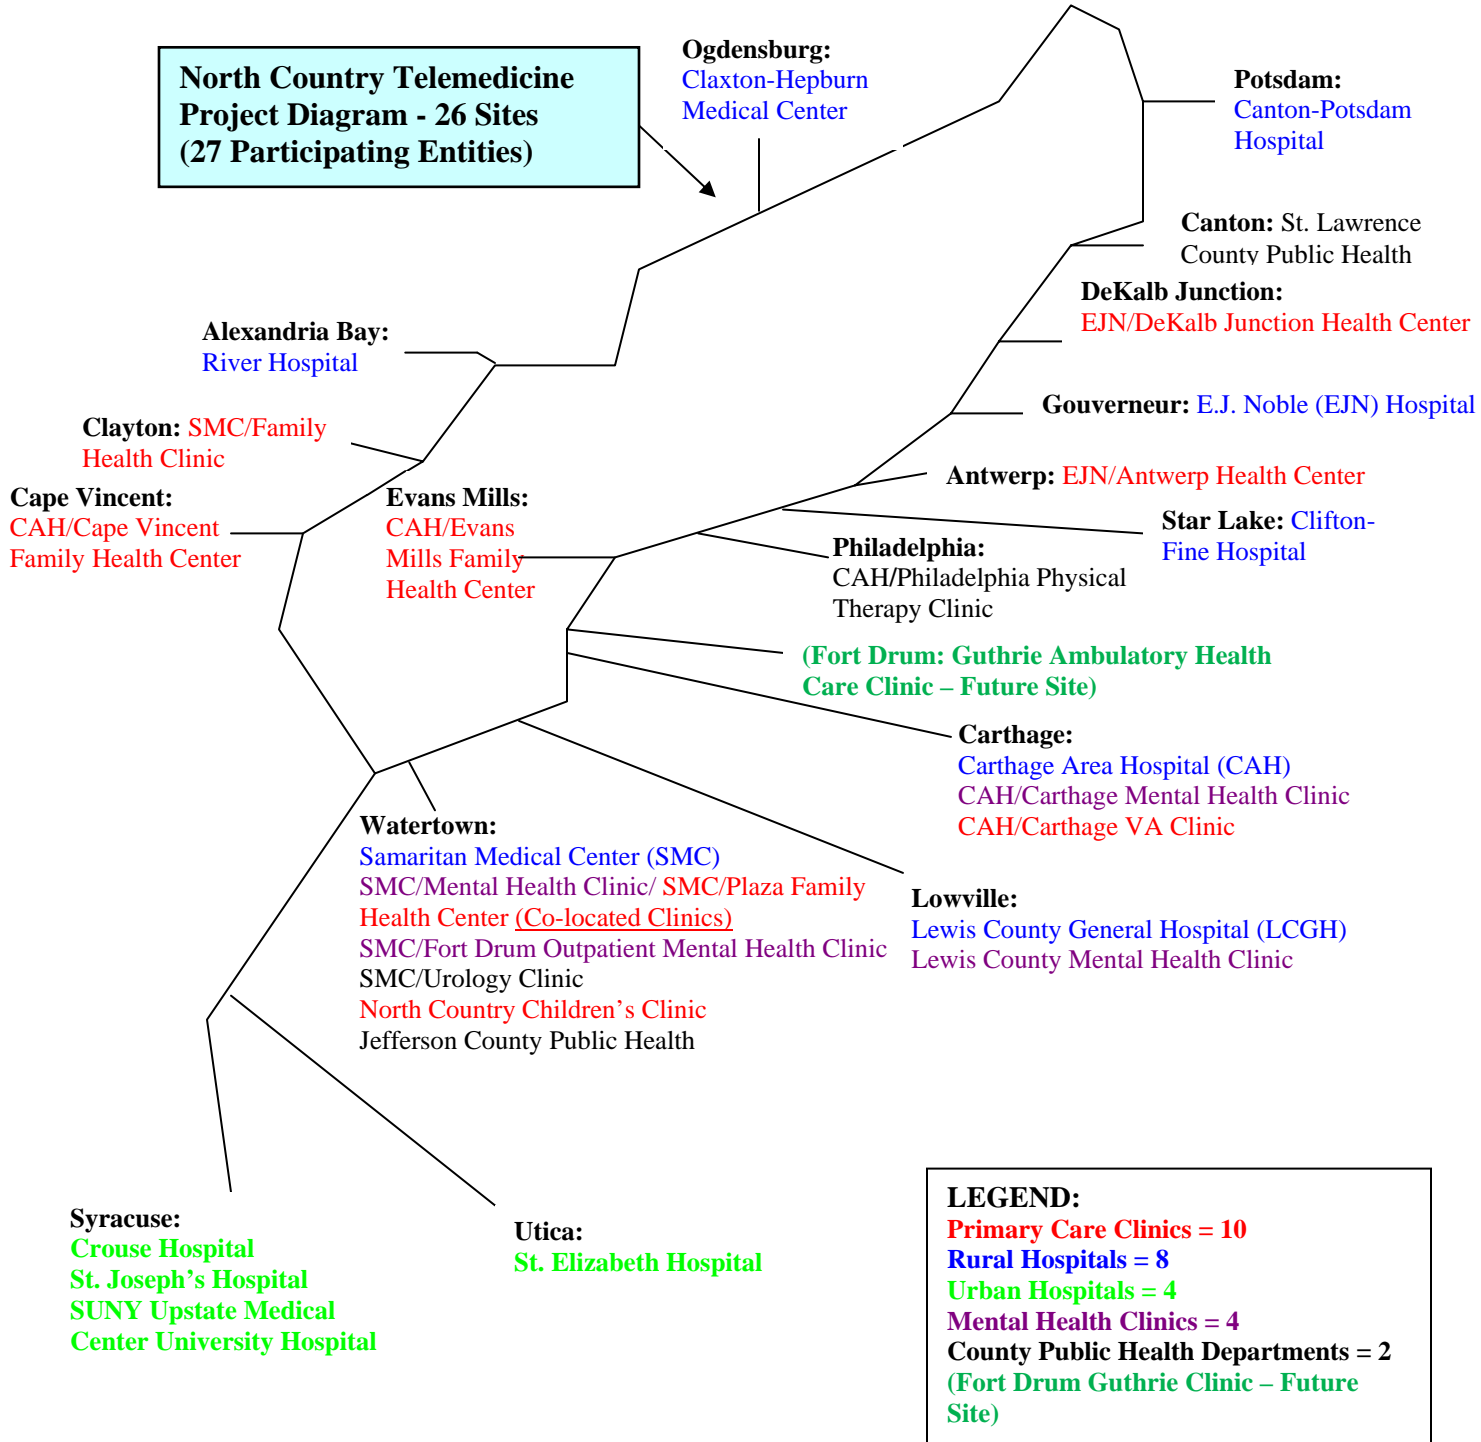 North Country Telemedicine
Project Diagram - 26 Sites
(27 Participating Entities)
Ogdensburg:
Claxton-Hepburn
Medical Center
Potsdam:
Canton-Potsdam
Hospital
Canton: St. Lawrence
County Public Health
DeKalb Junction:
EJN/DeKalb Junction Health Center
Alexandria Bay:
River Hospital
Gouverneur: E.J. Noble (EJN) Hospital
Clayton: SMC/Family
Health Clinic
Antwerp: EJN/Antwerp Health Center
Cape Vincent:
CAH/Cape Vincent
Family Health Center
Evans Mills:
CAH/Evans
Mills Family
Health Center
Star Lake: Clifton-
Fine Hospital
Philadelphia:
CAH/Philadelphia Physical
Therapy Clinic
(Fort Drum: Guthrie Ambulatory Health
Care Clinic – Future Site)
Carthage:
Carthage Area Hospital (CAH)
CAH/Carthage Mental Health Clinic
CAH/Carthage VA Clinic
Watertown:
Samaritan Medical Center (SMC)
SMC/Mental Health Clinic/ SMC/Plaza Family
Health Center (Co-located Clinics)
SMC/Fort Drum Outpatient Mental Health Clinic
SMC/Urology Clinic
North Country Children’s Clinic
Jefferson County Public Health
Lowville:
Lewis County General Hospital (LCGH)
Lewis County Mental Health Clinic
Syracuse:
Crouse Hospital
St. Joseph’s Hospital
SUNY Upstate Medical
Center University Hospital
Utica:
St. Elizabeth Hospital
LEGEND:
Primary Care Clinics = 10
Rural Hospitals = 8
Urban Hospitals = 4
Mental Health Clinics = 4
County Public Health Departments = 2
(Fort Drum Guthrie Clinic – Future
Site)